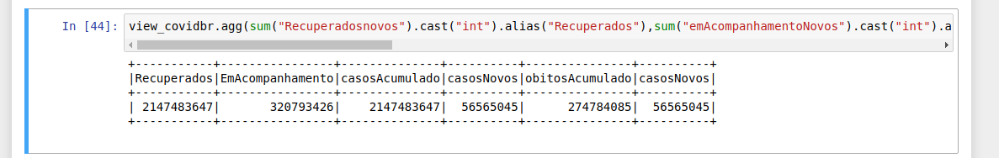 In [44]: view_covidbr.agg(sum("Recuperadosnovos").cast("int").alias("Recuperados"),sum("emAcompanhamentoNovos").cast("int").a
+-----------+----------------+--------------+----------+---------------+----------+
|Recuperados|EmAcompanhamento|casosAcumulado|casosNovos|obitosAcumulado|casosNovos|
+-----------+----------------+--------------+----------+---------------+----------+
| 2147483647|       320793426|    2147483647|  56565045|      274784085|  56565045|
+-----------+----------------+--------------+----------+---------------+----------+